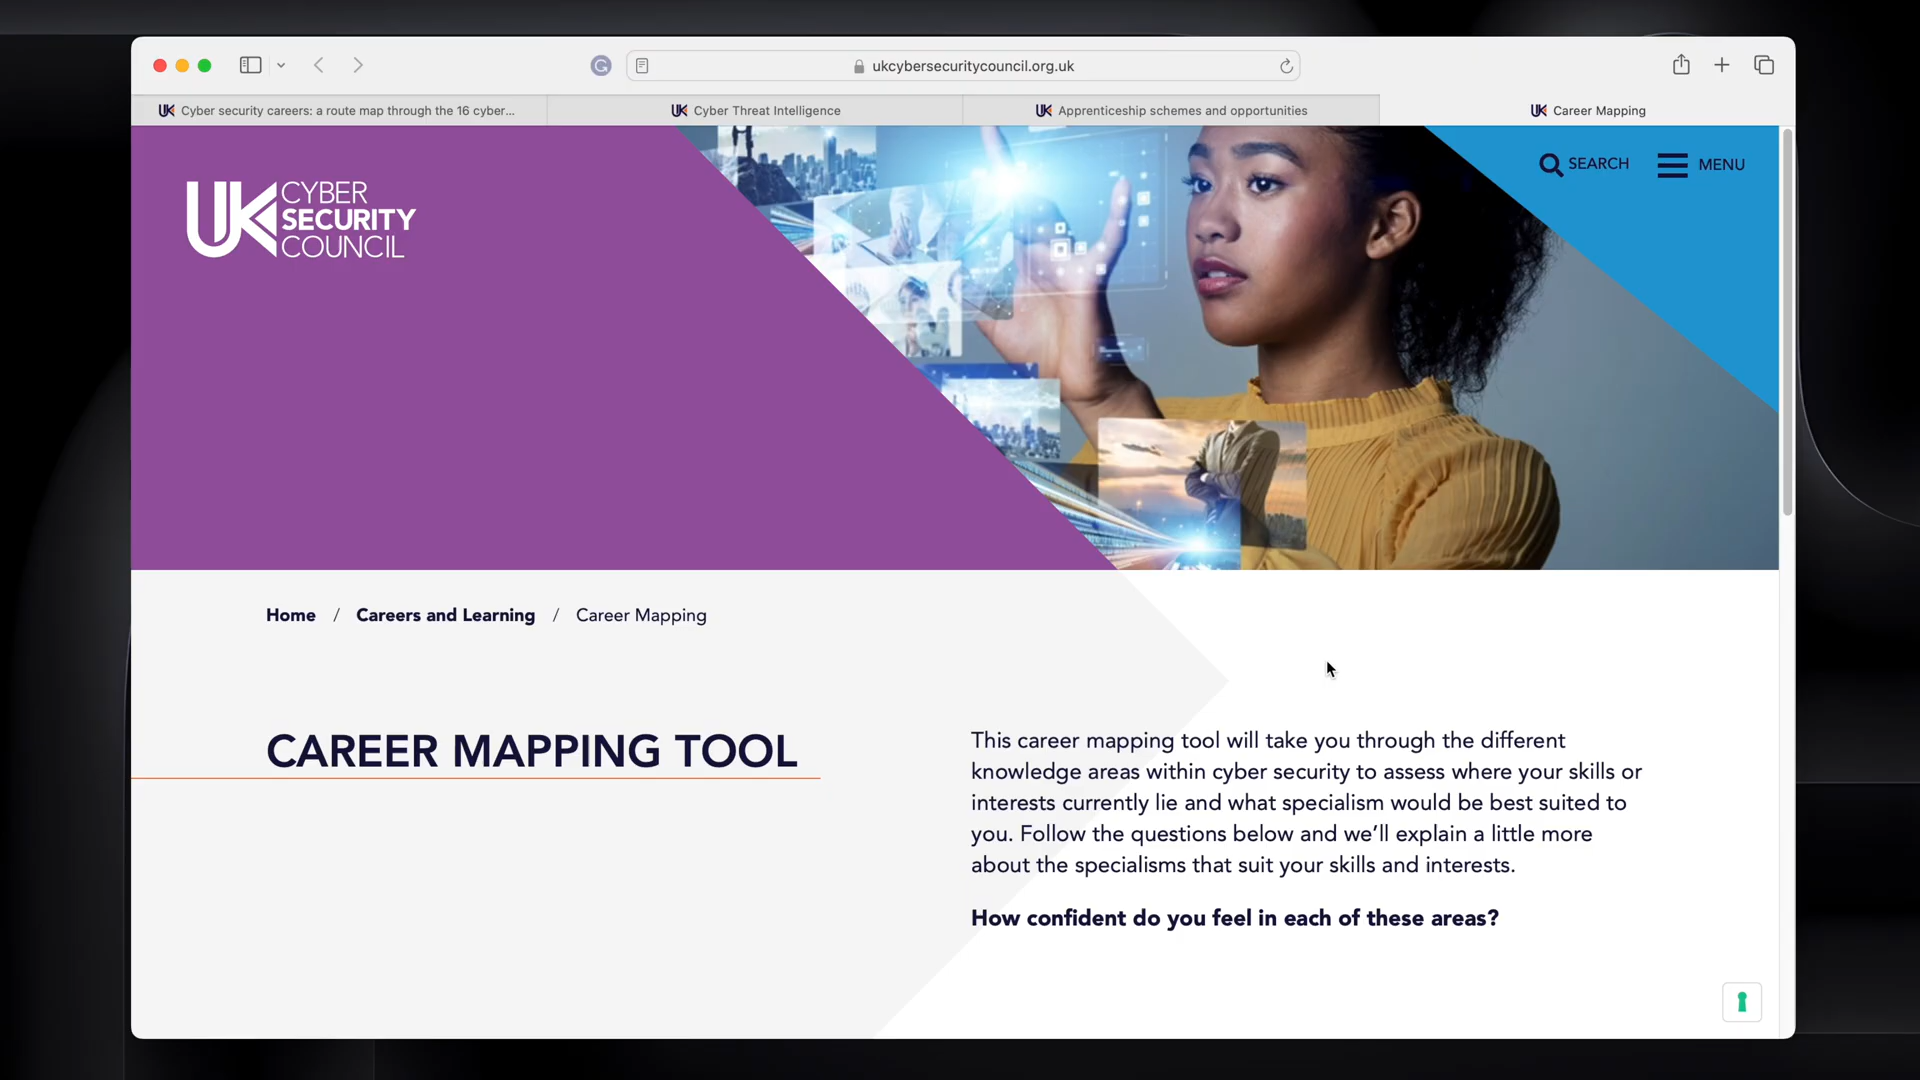 ukcybersecuritycouncil.org.uk
UK Cyber security careers: a route map through the 16 cyber...
UK Cyber Threat Intelligence
UK Apprenticeship schemes and opportunities
UK Career Mapping
SEARCH
MENU
UK CYBER
SECURITY
COUNCIL
Home / Careers and Learning / Career Mapping
CAREER MAPPING TOOL
This career mapping tool will take you through the different
knowledge areas within cyber security to assess where your skills or
interests currently lie and what specialism would be best suited to
you. Follow the questions below and we’ll explain a little more
about the specialisms that suit your skills and interests.
How confident do you feel in each of these areas?